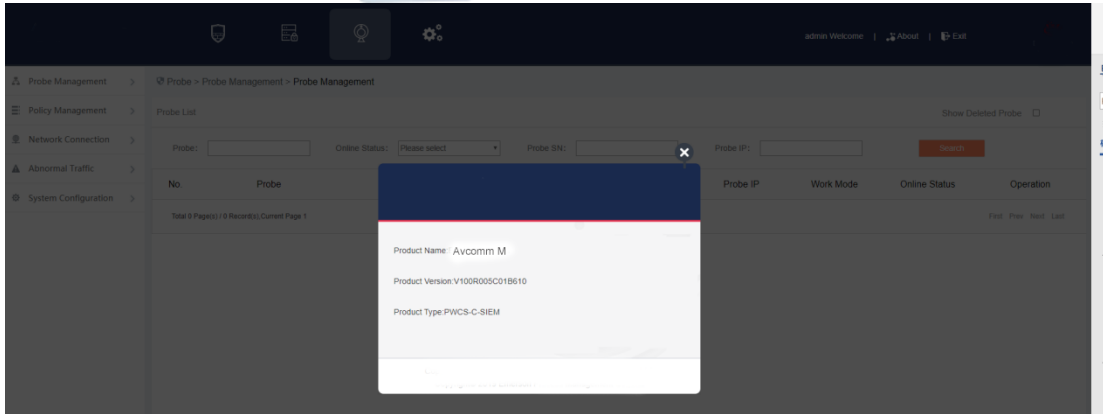 admin Welcome | About | Exit
Probe Management
Probe > Probe Management > Probe Management
Policy Management
Probe List
Show Deleted Probe
Network Connection
Probe:
Online Status:
Please select
Probe SN:
Probe IP:
Search
Abnormal Traffic
No. Probe Probe IP Work Mode Online Status Operation
System Configuration
Total 0 Page(s) / 0 Record(s),Current Page 1
First Prev Next Last
Product Name: Avcomm M
Product Version:V100R005C01B610
Product Type:PWCS-C-SIEM